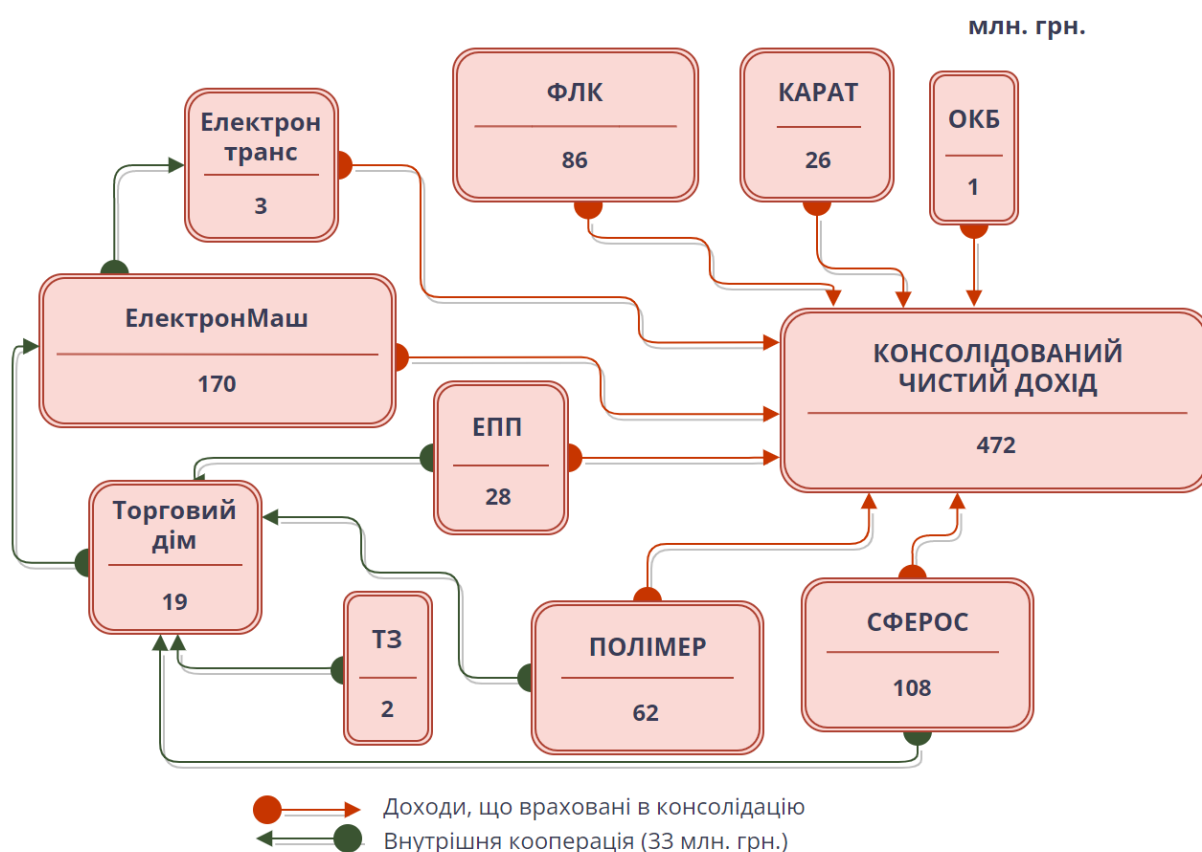 млн. грн.
ФЛК
86
КАРАТ
26
ОКБ
1
Електрон
транс
3
ЕлектронМаш
170
КОНСОЛІДОВАНИЙ
ЧИСТИЙ ДОХІД
472
ЕПП
28
Торговий
дім
19
ТЗ
2
ПОЛІМЕР
62
СФЕРОС
108
Доходи, що враховані в консолідацію
Внутрішня кооперація (33 млн. грн.)